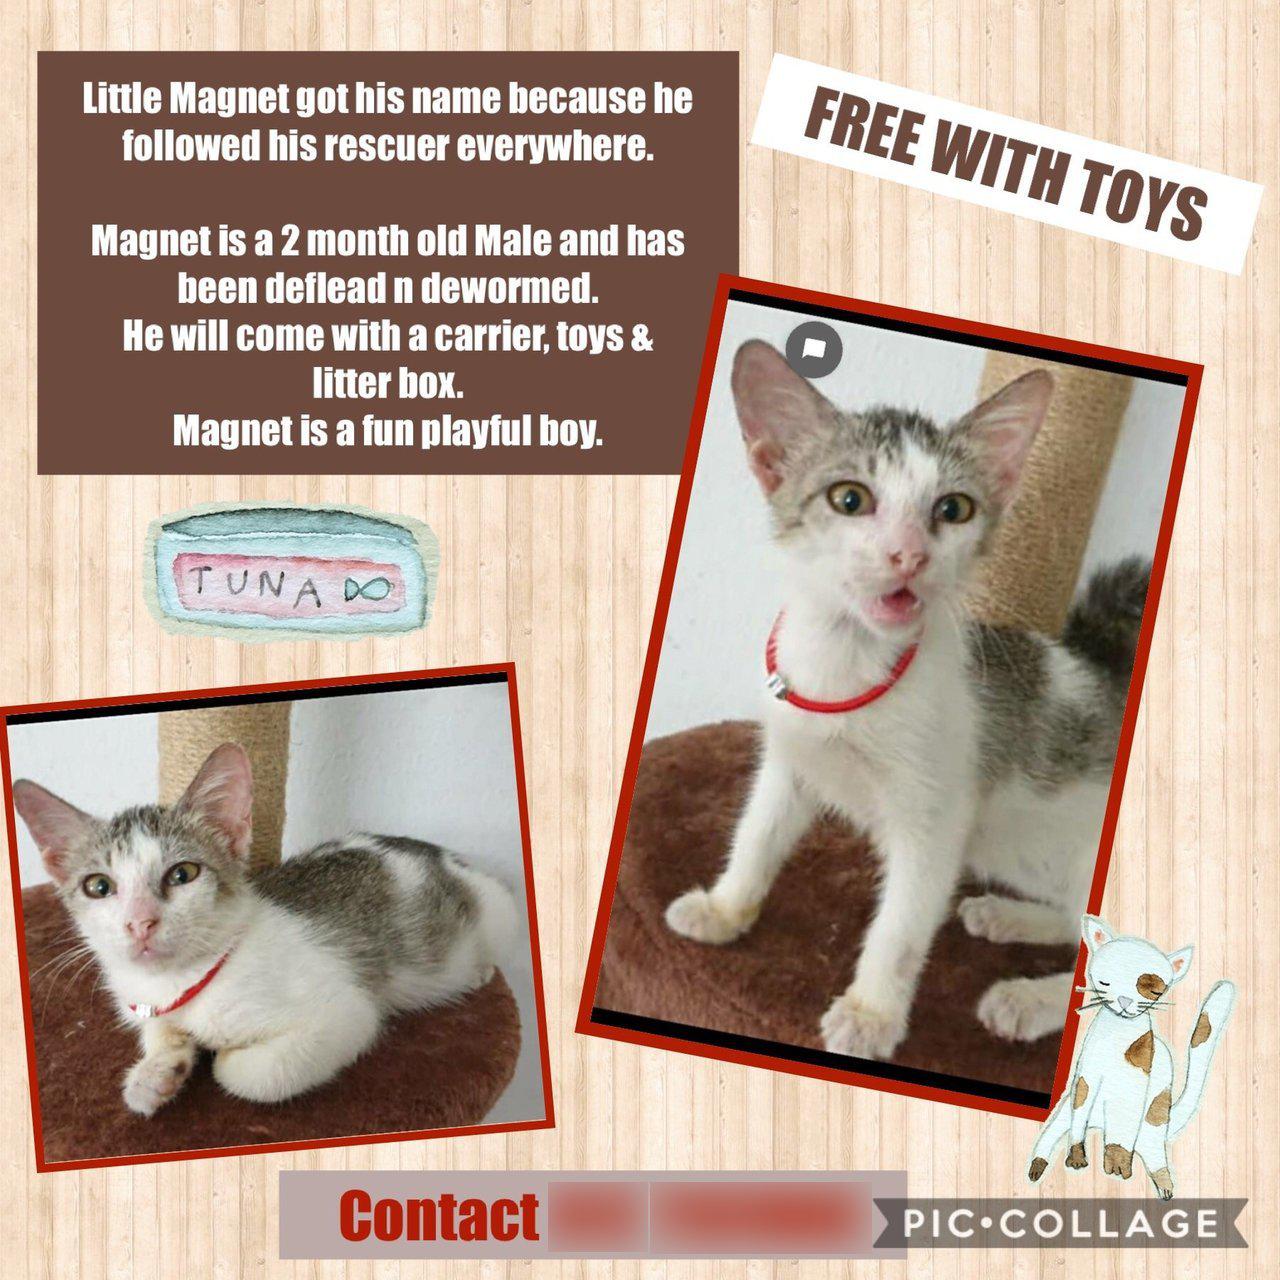 Little Magnet got his name because he
followed his rescuer everywhere.
Magnet is a 2 month old Male and has
been deflead n dewormed.
He will come with a carrier, toys &
litter box.
Magnet is a fun playful boy.
FREE WITH TOYS
TUNA
Contact
PIC•COLLAGE